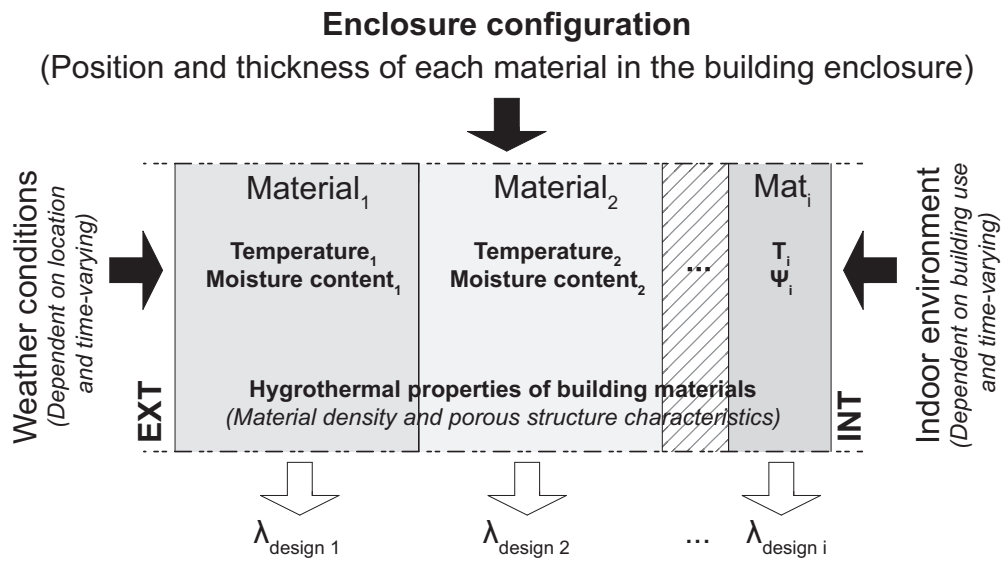 Enclosure configuration
(Position and thickness of each material in the building enclosure)
Weather conditions
(Dependent on location
and time-varying)
EXT
Material₁
Temperature₁
Moisture content₁
Material₂
Temperature₂
Moisture content₂
...
Matᵢ
Tᵢ
Ψᵢ
Hygrothermal properties of building materials
(Material density and porous structure characteristics)
INT
Indoor environment
(Dependent on building use
and time-varying)
λdesign 1
λdesign 2
...
λdesign i